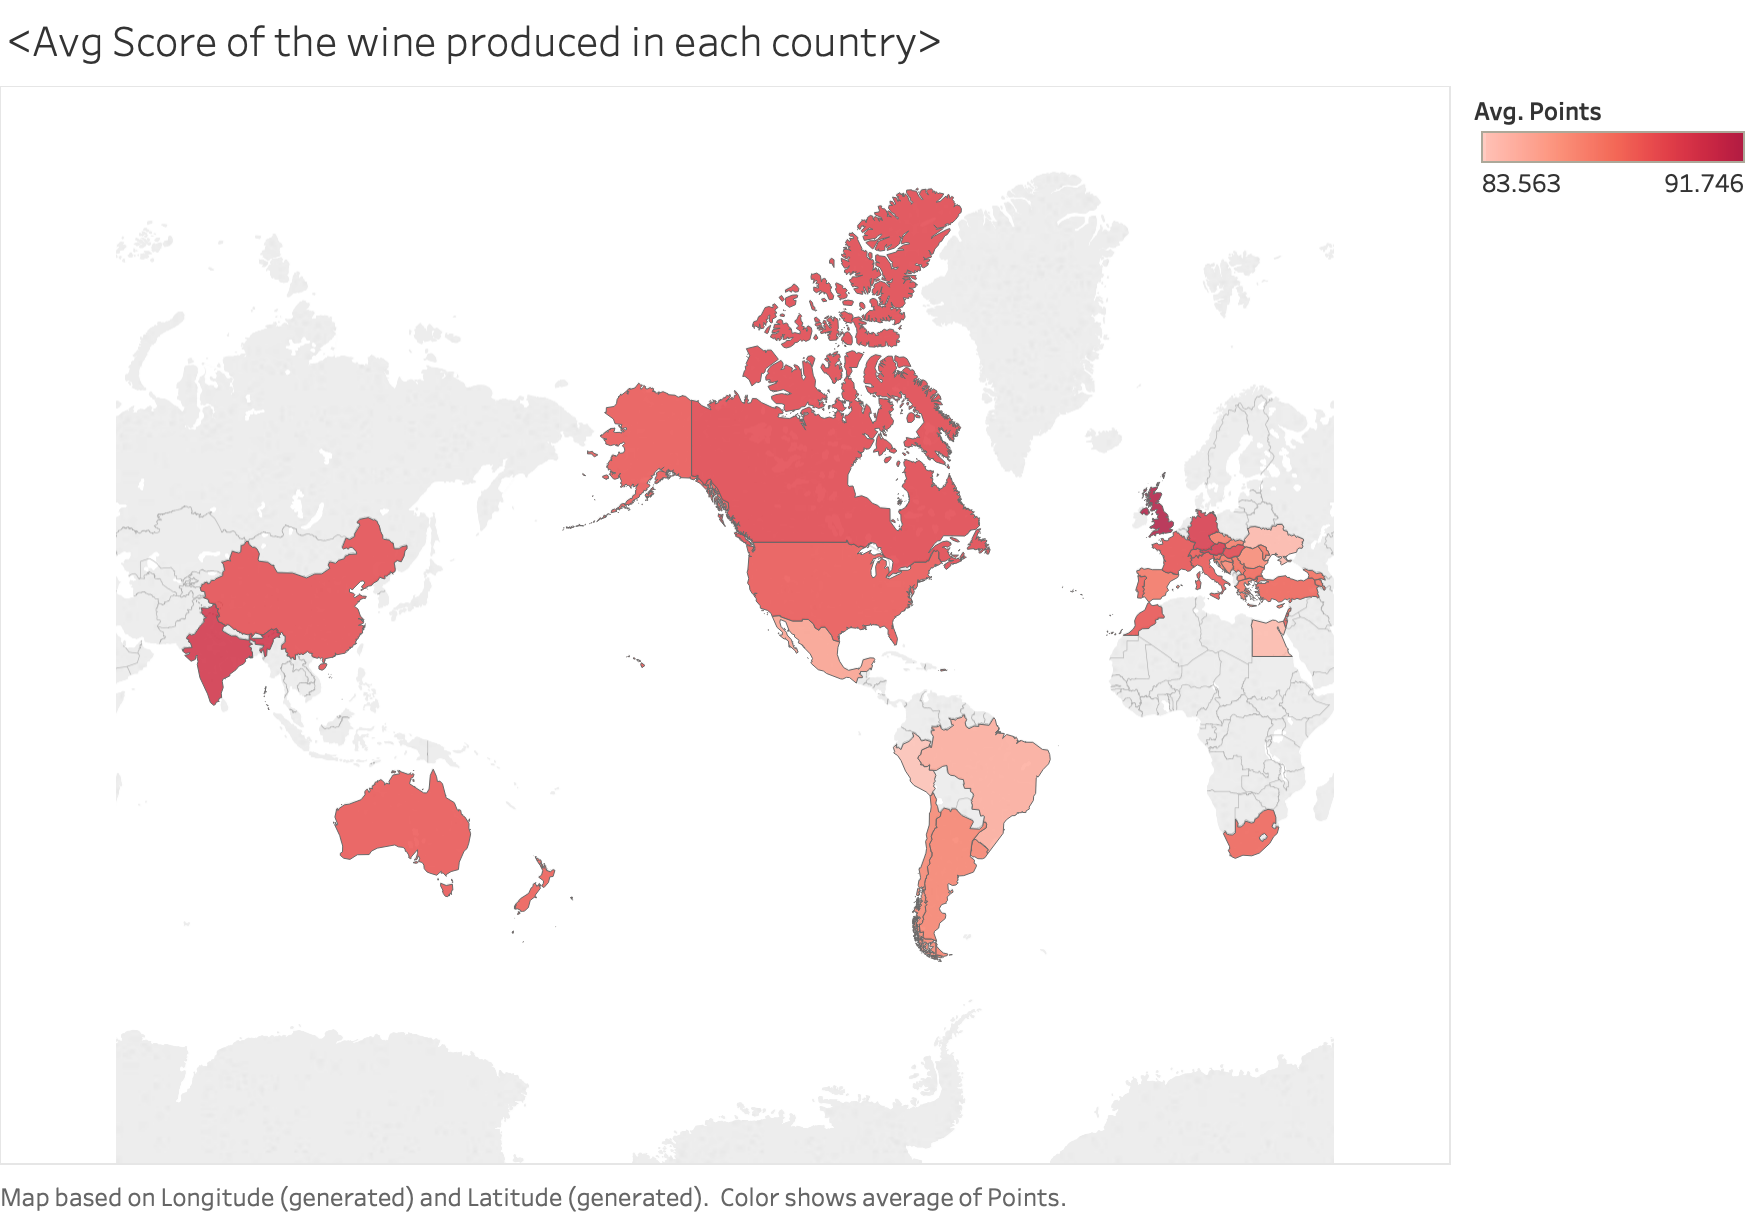 <Avg Score of the wine produced in each country>
Avg. Points
83.563 91.746
Map based on Longitude (generated) and Latitude (generated). Color shows average of Points.